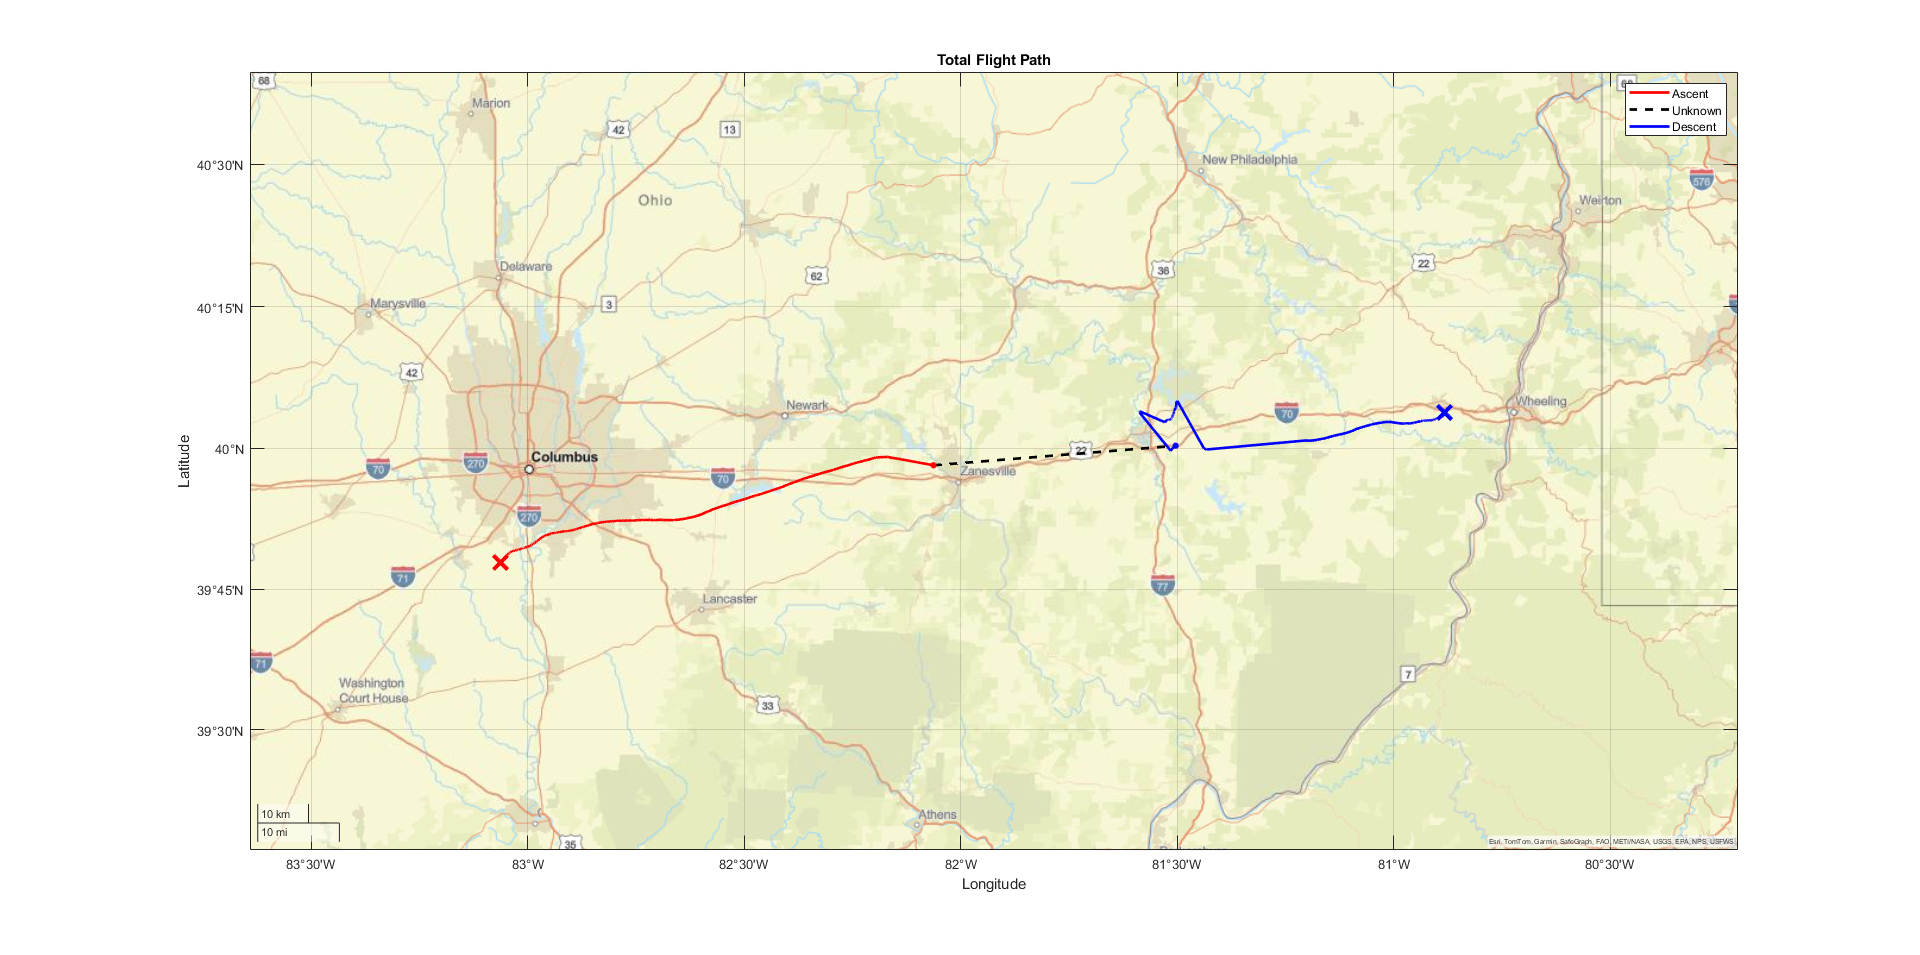 Total Flight Path
Ascent
Unknown
Descent
68
Marion
42
13
40°30'N
New Philadelphia
576
Ohio
Weirton
Delaware
62
36
22
3
40°15'N
Marysville
42
Newark
70
Wheeling
Latitude
40°N
Columbus
70
270
70
22
Zanesville
270
71
77
39°45'N
Lancaster
71
Washington
Court House
7
33
39°30'N
10 km
10 mi
Athens
35
Esri, TomTom, Garmin, SafeGraph, FAO, METI/NASA, USGS, EPA, NPS, USFWS
83°30'W
83°W
82°30'W
82°W
81°30'W
81°W
80°30'W
Longitude